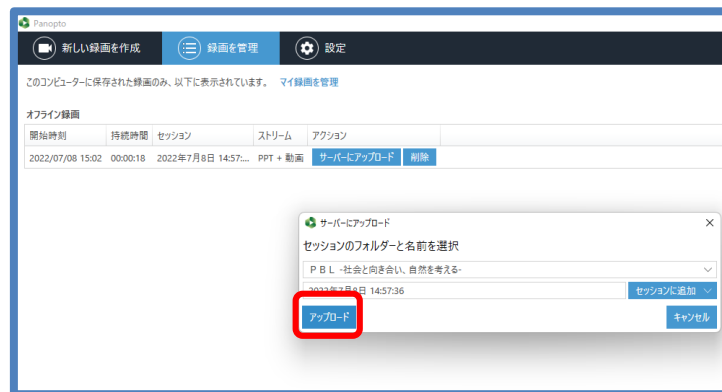 Panopto
新しい録画を作成 録画を管理 設定
このコンピューターに保存された録画のみ、以下に表示されています。 マイ録画を管理
オフライン録画
開始時刻 持続時間 セッション ストリーム アクション
2022/07/08 15:02 00:00:18 2022年7月8日 14:57:... PPT + 動画 サーバーにアップロード 削除
サーバーにアップロード
セッションのフォルダーと名前を選択
ＰＢＬ -社会と向き合い、自然を考える-
2022年7月8日 14:57:36 セッションに追加
アップロード キャンセル